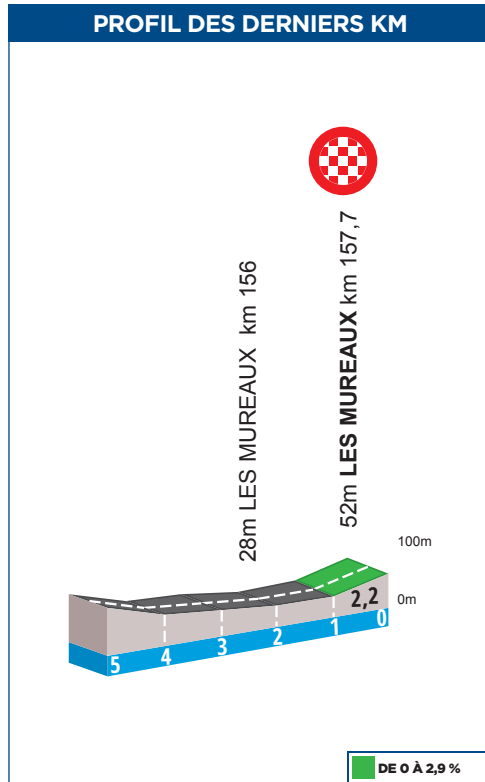 PROFIL DES DERNIERS KM
28m LES MUREAUX km 156
52m LES MUREAUX km 157,7
100m
0m
2,2
5 4 3 2 1 0
DE 0 À 2,9 %